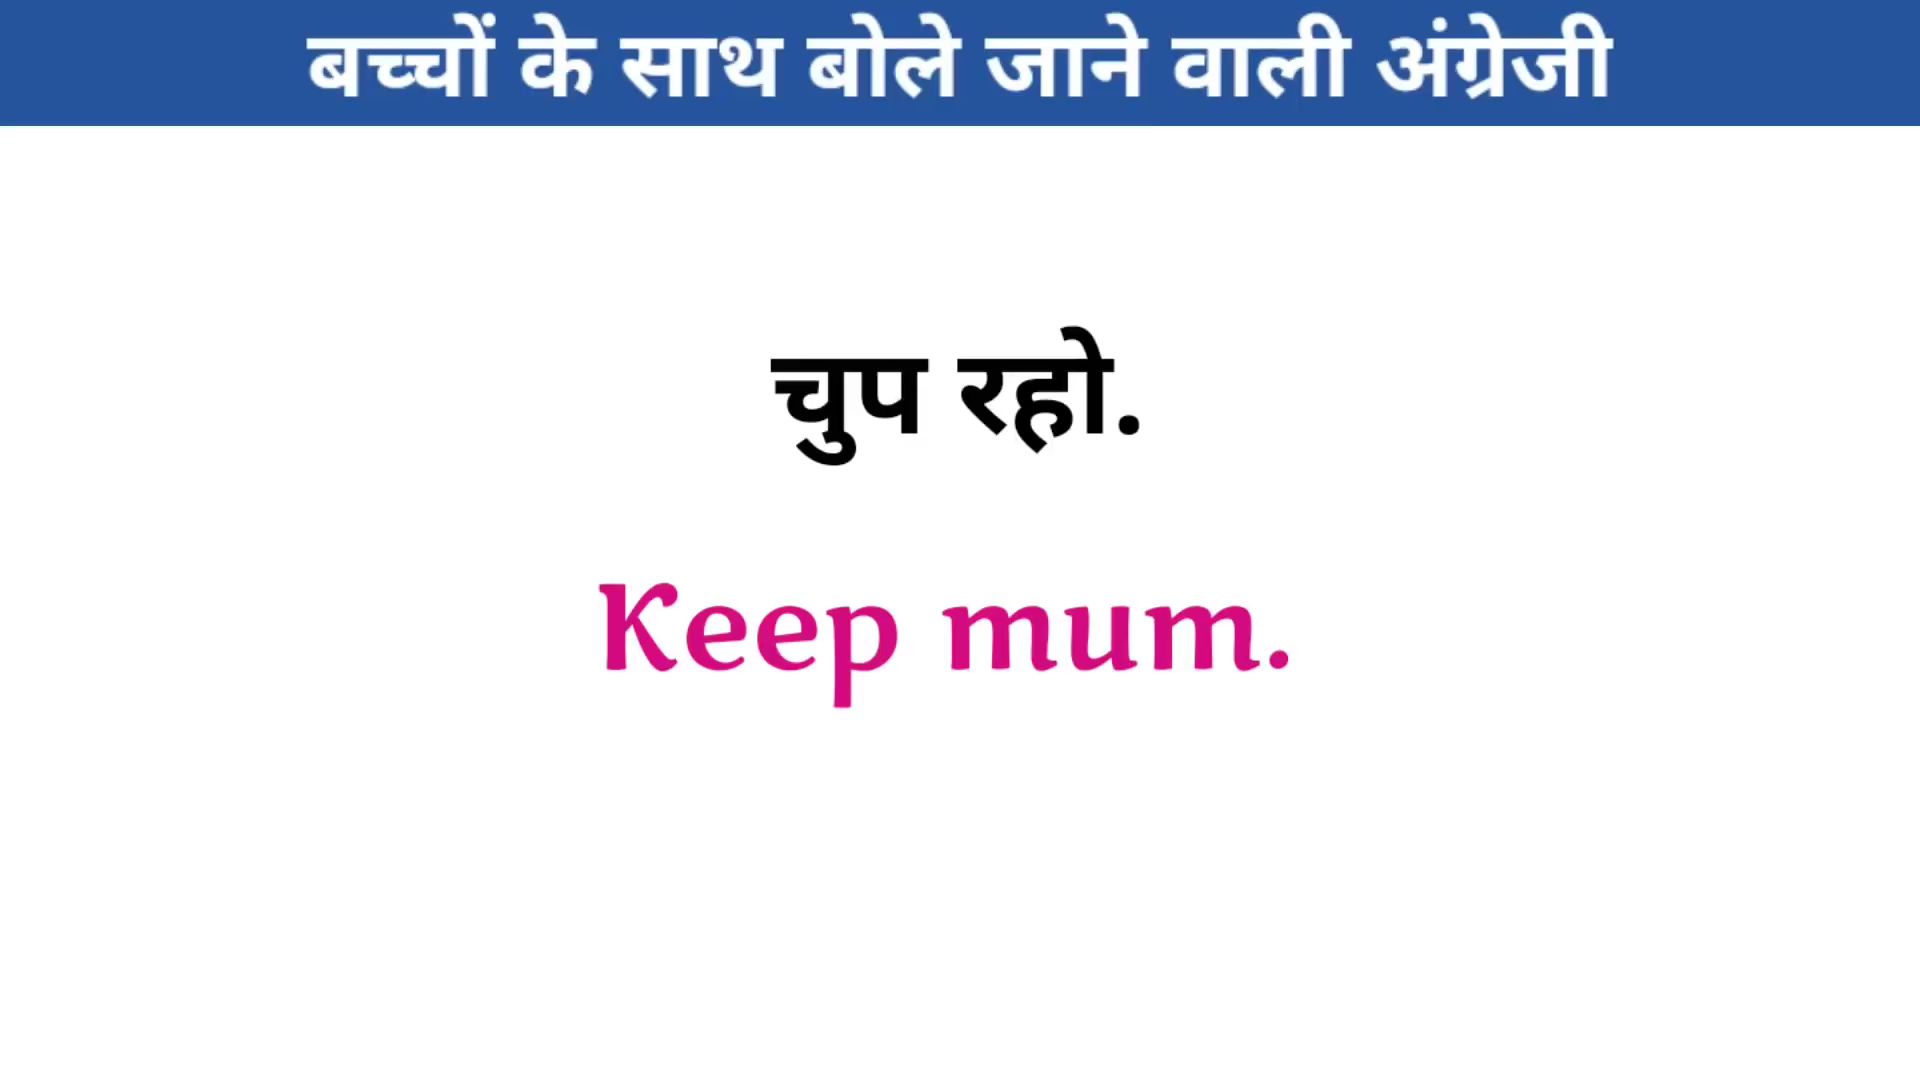 बच्चों के साथ बोले जाने वाली अंग्रेजी
चुप रहो.
Keep mum.